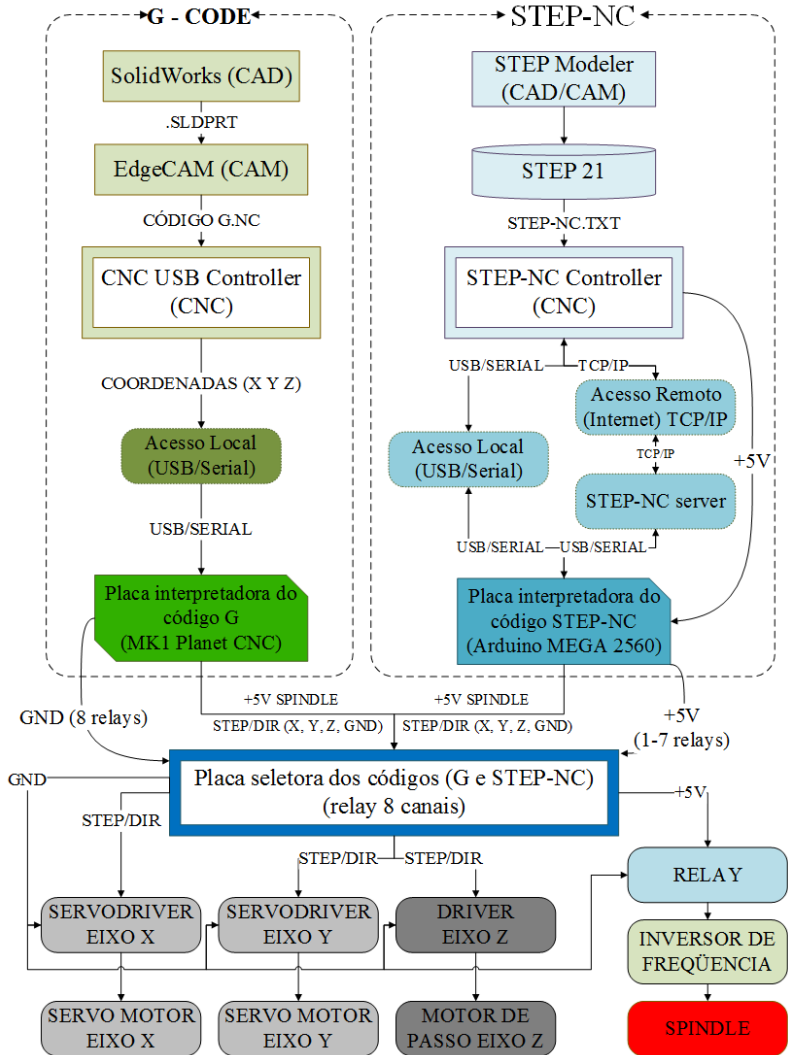 G - CODE
SolidWorks (CAD)
.SLDPRT
EdgeCAM (CAM)
CÓDIGO G.NC
CNC USB Controller
(CNC)
COORDENADAS (X Y Z)
Acesso Local
(USB/Serial)
USB/SERIAL
Placa interpretadora do
código G
(MK1 Planet CNC)
STEP-NC
STEP Modeler
(CAD/CAM)
STEP 21
STEP-NC.TXT
STEP-NC Controller
(CNC)
USB/SERIAL
TCP/IP
Acesso Remoto
(Internet) TCP/IP
Acesso Local
(USB/Serial)
TCP/IP
+5V
STEP-NC server
USB/SERIAL
USB/SERIAL
Placa interpretadora do
código STEP-NC
(Arduino MEGA 2560)
+5V SPINDLE
+5V SPINDLE
GND (8 relays)
STEP/DIR (X, Y, Z, GND)
STEP/DIR (X, Y, Z, GND)
+5V
(1-7 relays)
GND
Placa seletora dos códigos (G e STEP-NC)
(relay 8 canais)
+5V
STEP/DIR
STEP/DIR
STEP/DIR
RELAY
SERVODRIVER
EIXO X
SERVODRIVER
EIXO Y
DRIVER
EIXO Z
INVERSOR DE
FREQÜENCIA
SERVO MOTOR
EIXO X
SERVO MOTOR
EIXO Y
MOTOR DE
PASSO EIXO Z
SPINDLE